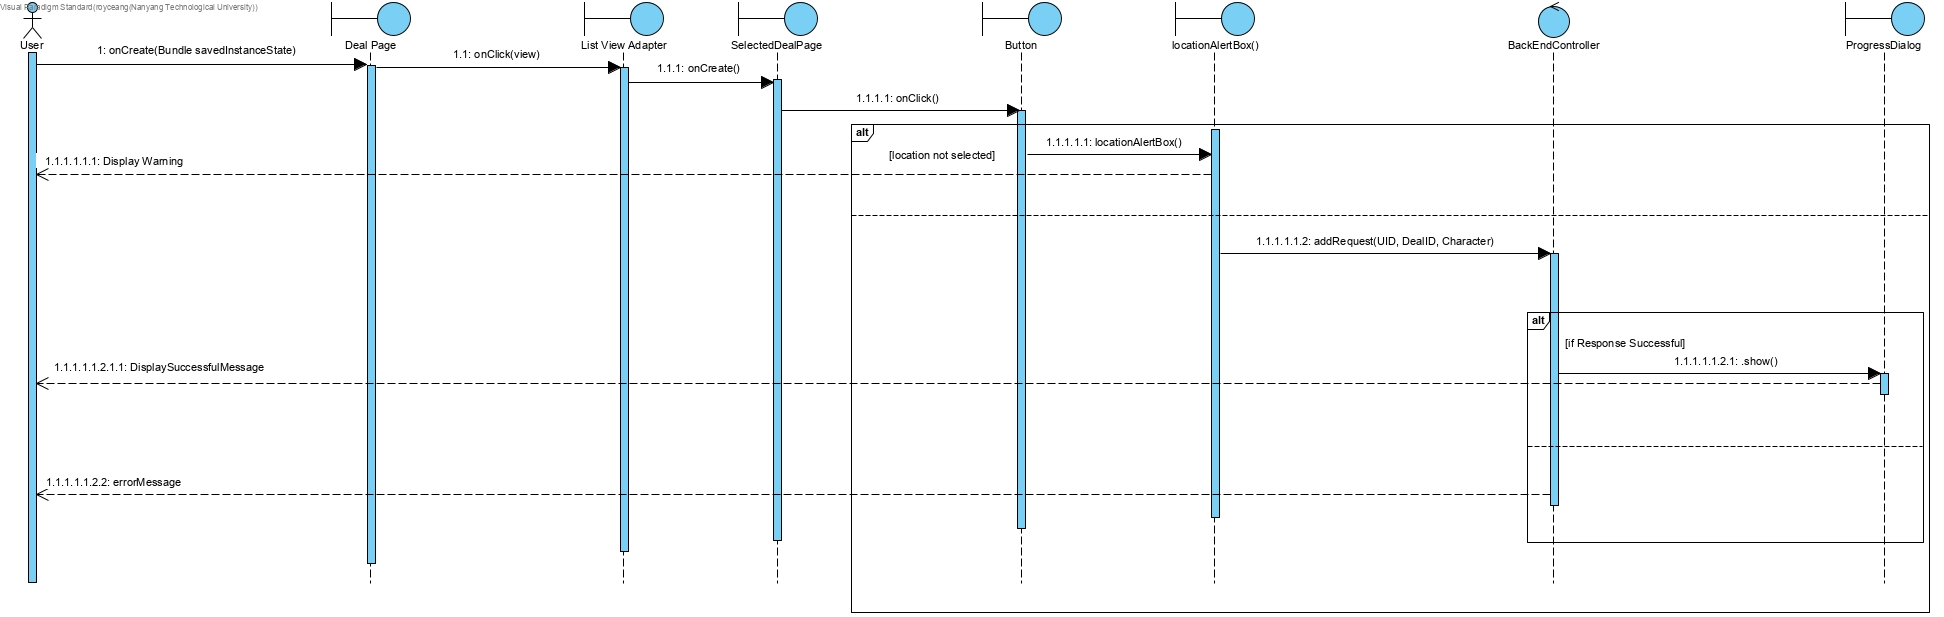 Visual Paradigm Standard(royceang(Nanyang Technological University))
User
Deal Page
List View Adapter
SelectedDealPage
Button
locationAlertBox()
BackEndController
ProgressDialog
1: onCreate(Bundle savedInstanceState)
1.1: onClick(view)
1.1.1: onCreate()
1.1.1.1: onClick()
alt
1.1.1.1.1: locationAlertBox()
[location not selected]
1.1.1.1.1.1: Display Warning
1.1.1.1.1.2: addRequest(UID, DealID, Character)
alt
[if Response Successful]
1.1.1.1.1.2.1: .show()
1.1.1.1.1.2.1.1: DisplaySuccessfulMessage
1.1.1.1.1.2.2: errorMessage